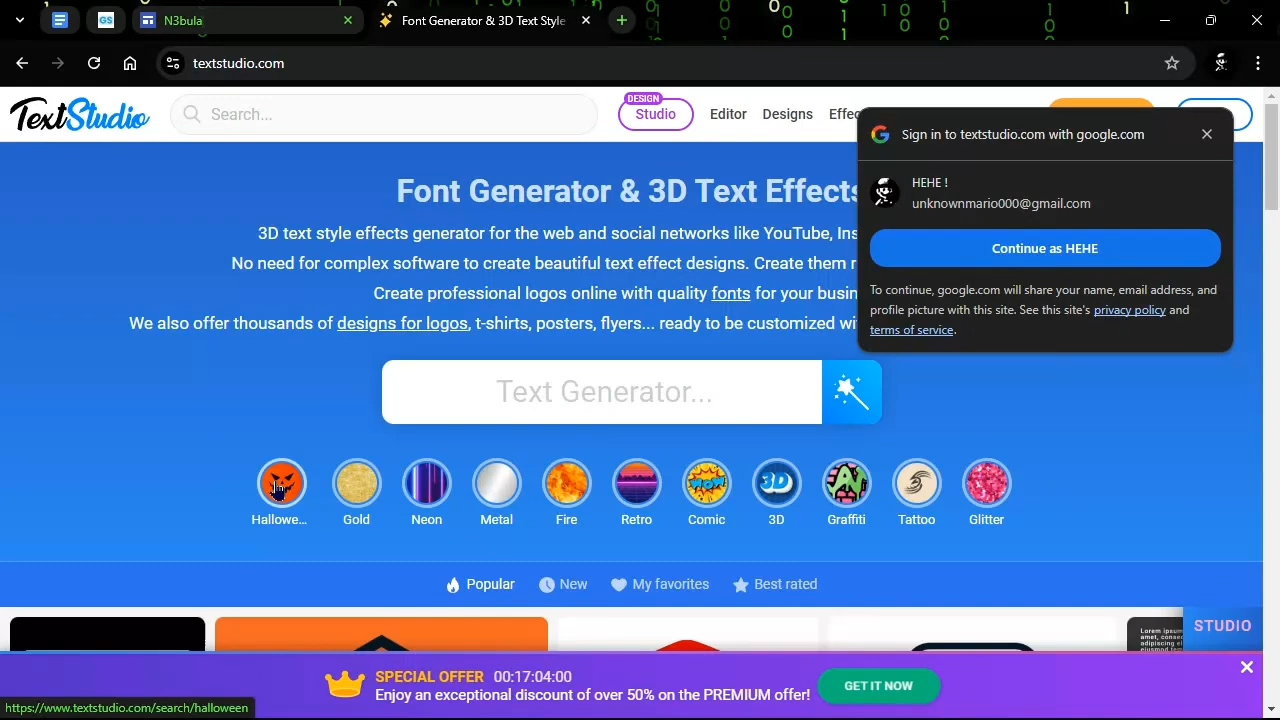 GS
N3bula
Font Generator & 3D Text Style
textstudio.com
TextStudio
Search...
DESIGN
Studio
Editor
Designs
Sign in to textstudio.com with google.com
HEHE !
unknownmario000@gmail.com
Continue as HEHE
To continue, google.com will share your name, email address, and
profile picture with this site. See this site's privacy policy and
terms of service.
Font Generator & 3D Text Effects
3D text style effects generator for the web and social networks like YouTube,
No need for complex software to create beautiful text effect designs. Create them
Create professional logos online with quality fonts for your
We also offer thousands of designs for logos, t-shirts, posters, flyers... ready to be customized
Text Generator...
WOW
3D
Hallowe...
Gold
Neon
Metal
Fire
Retro
Comic
3D
Graffiti
Tattoo
Glitter
Popular
New
My favorites
Best rated
STUDIO
SPECIAL OFFER 00:17:04:00
Enjoy an exceptional discount of over 50% on the PREMIUM offer!
GET IT NOW
https://www.textstudio.com/search/halloween